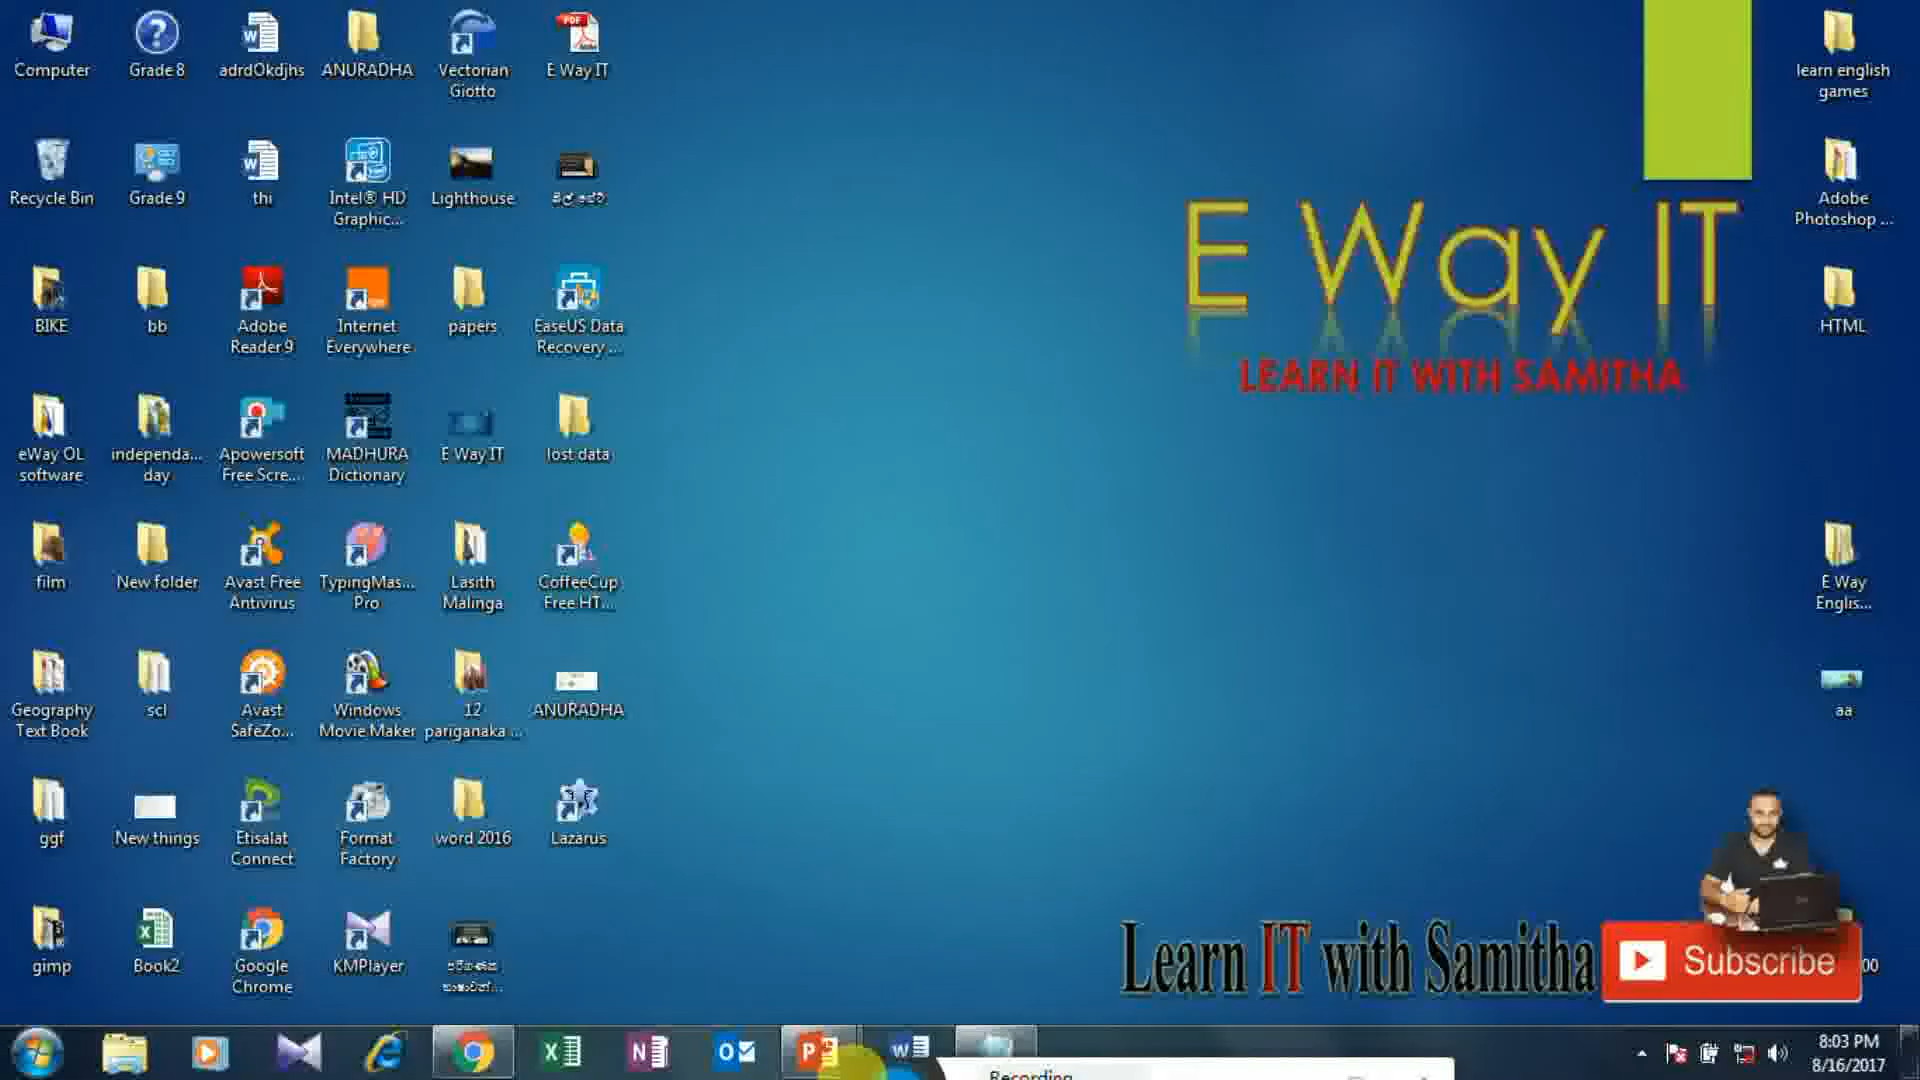 Computer
Grade 8
adrdOkdjhs
ANURADHA
Vectorian
Giotto
E Way IT
learn english
games
Recycle Bin
Grade 9
thi
Intel® HD
Graphic...
Lighthouse
Adobe
Photoshop ...
E Way IT
LEARN IT WITH SAMITHA
BIKE
bb
Adobe
Reader 9
Internet
Everywhere
papers
EaseUS Data
Recovery ...
HTML
eWay OL
software
independa...
day
Apowersoft
Free Scre...
MADHURA
Dictionary
E Way IT
lost data
film
New folder
Avast Free
Antivirus
TypingMas...
Pro
Lasith
Malinga
CoffeeCup
Free HT...
E Way
Englis...
Geography
Text Book
scl
Avast
SafeZo...
Windows
Movie Maker
12
pariganaka ...
ANURADHA
aa
ggf
New things
Etisalat
Connect
Format
Factory
word 2016
Lazarus
gimp
Book2
Google
Chrome
KMPlayer
Learn IT with Samitha
Subscribe
00
Recording
8:03 PM
8/16/2017